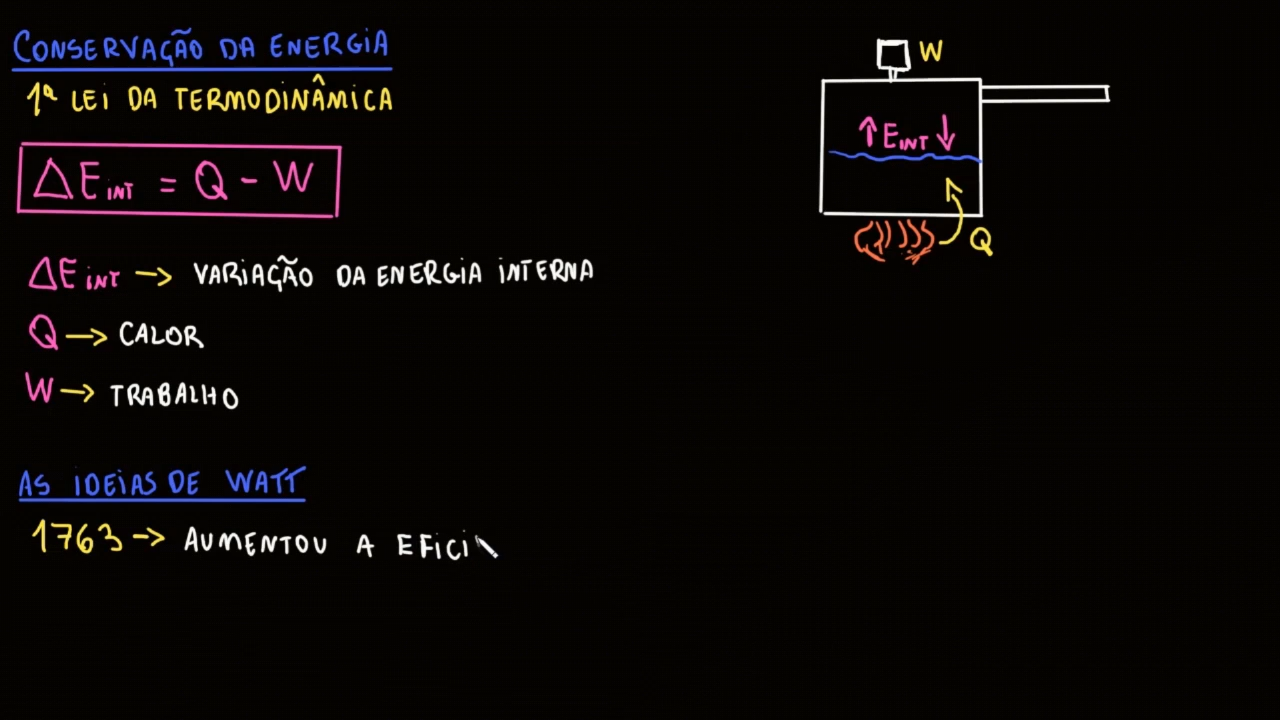 CONSERVAÇÃO DA ENERGIA
1ª LEI DA TERMODINÂMICA
ΔEINT = Q - W
ΔEINT → VARIAÇÃO DA ENERGIA INTERNA
Q → CALOR
W → TRABALHO
AS IDEIAS DE WATT
1763 → AUMENTOU A EFICI
W
↑ EINT ↓
Q